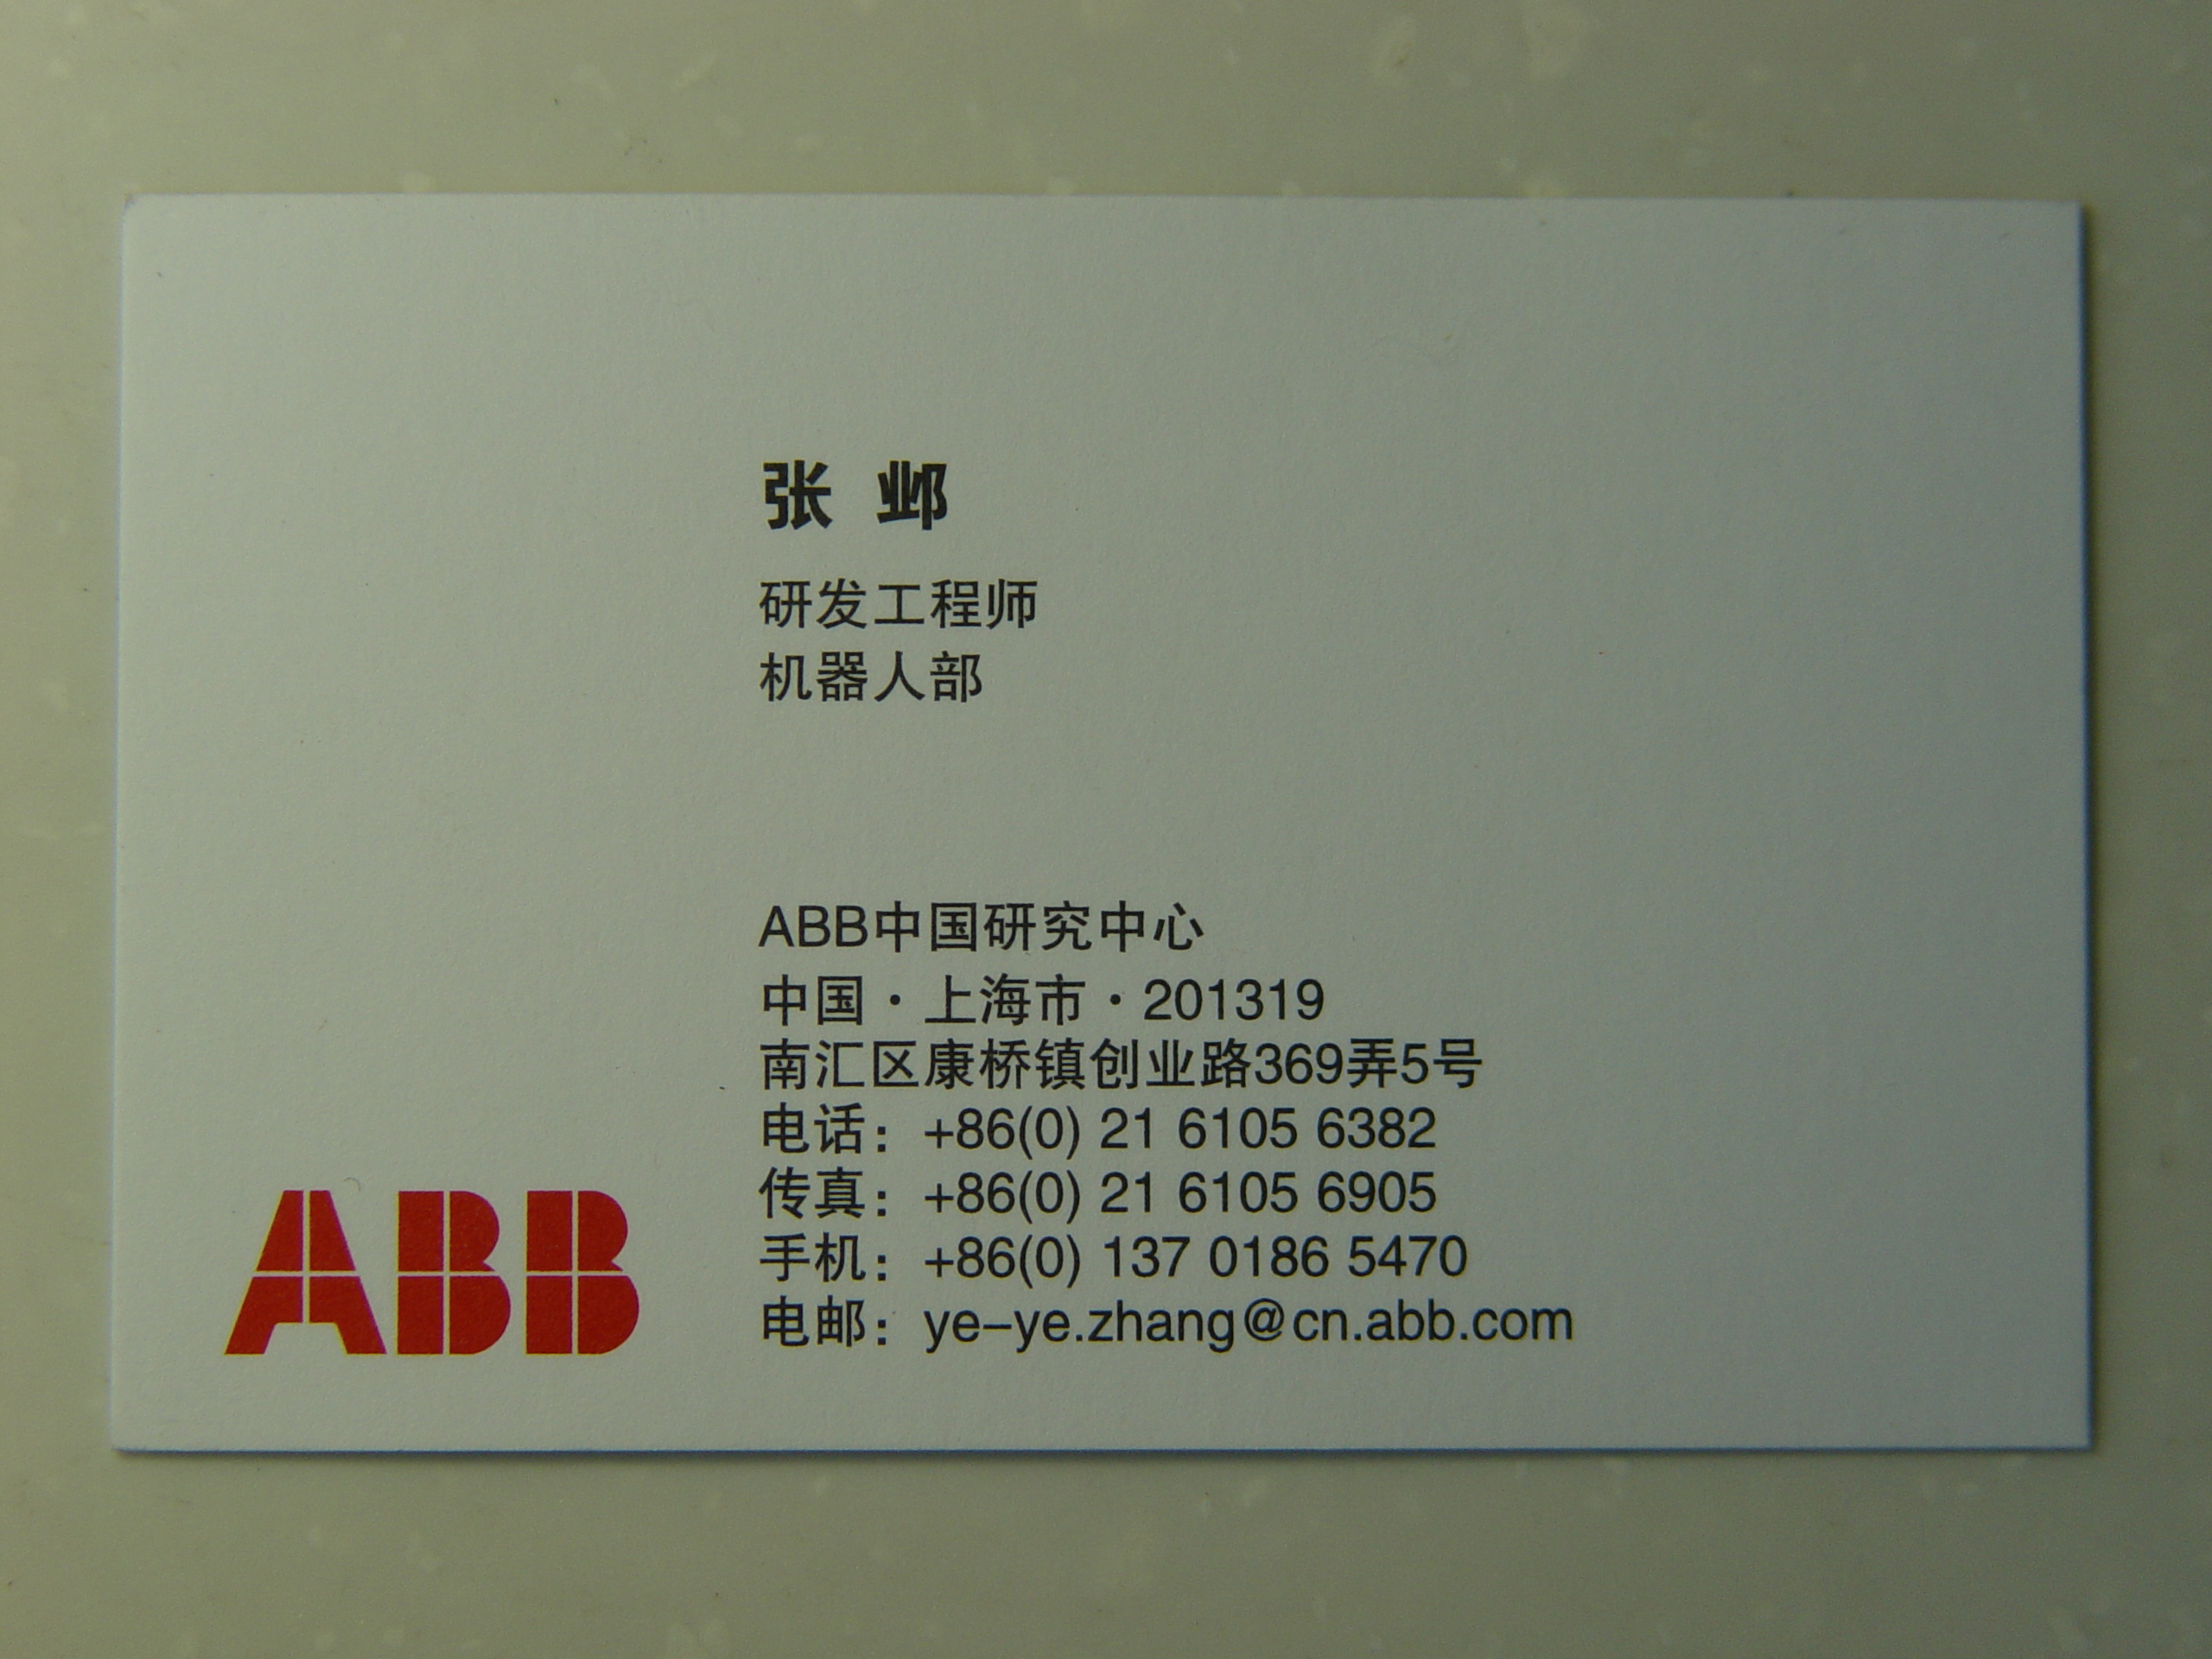 张 邺
研发工程师
机器人部
ABB中国研究中心
中国·上海市·201319
南汇区康桥镇创业路369弄5号
电话：+86(0) 21 6105 6382
传真：+86(0) 21 6105 6905
手机：+86(0) 137 0186 5470
电邮：ye-ye.zhang@cn.abb.com
ABB